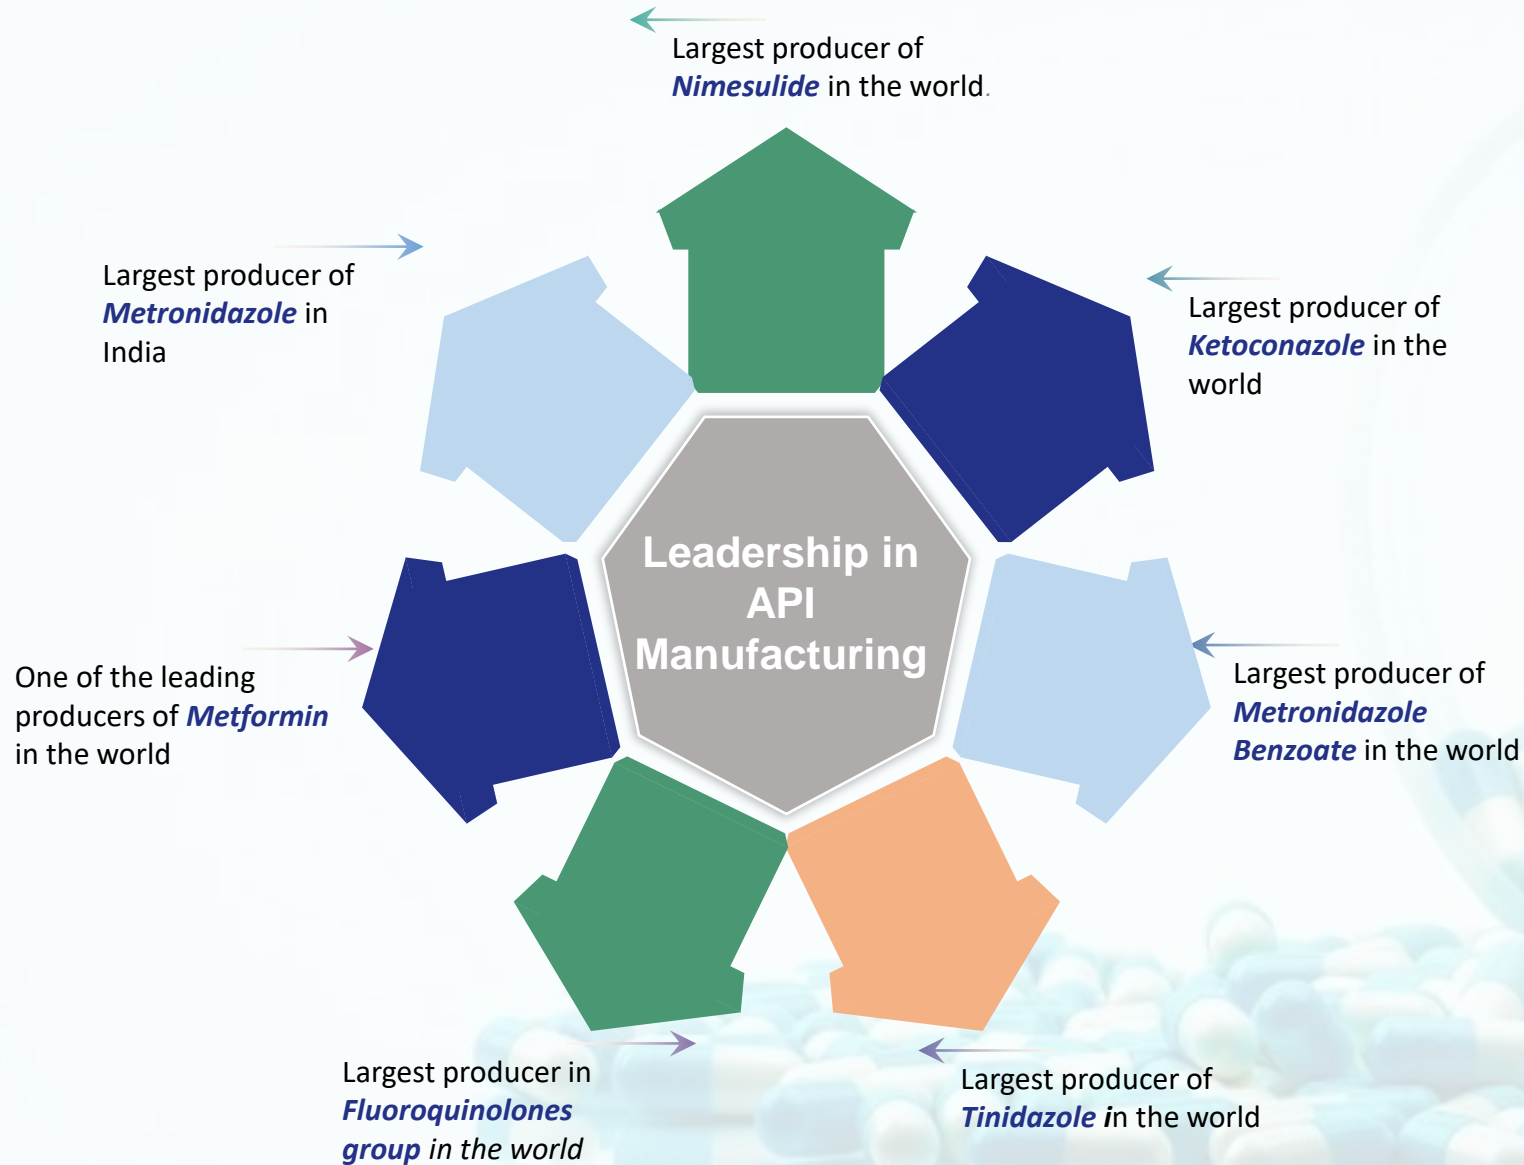 Largest producer of
Nimesulide in the world.
Largest producer of
Metronidazole in
India
Largest producer of
Ketoconazole in the
world
Leadership in
API
Manufacturing
One of the leading
producers of Metformin
in the world
Largest producer of
Metronidazole
Benzoate in the world
Largest producer in
Fluoroquinolones
group in the world
Largest producer of
Tinidazole in the world